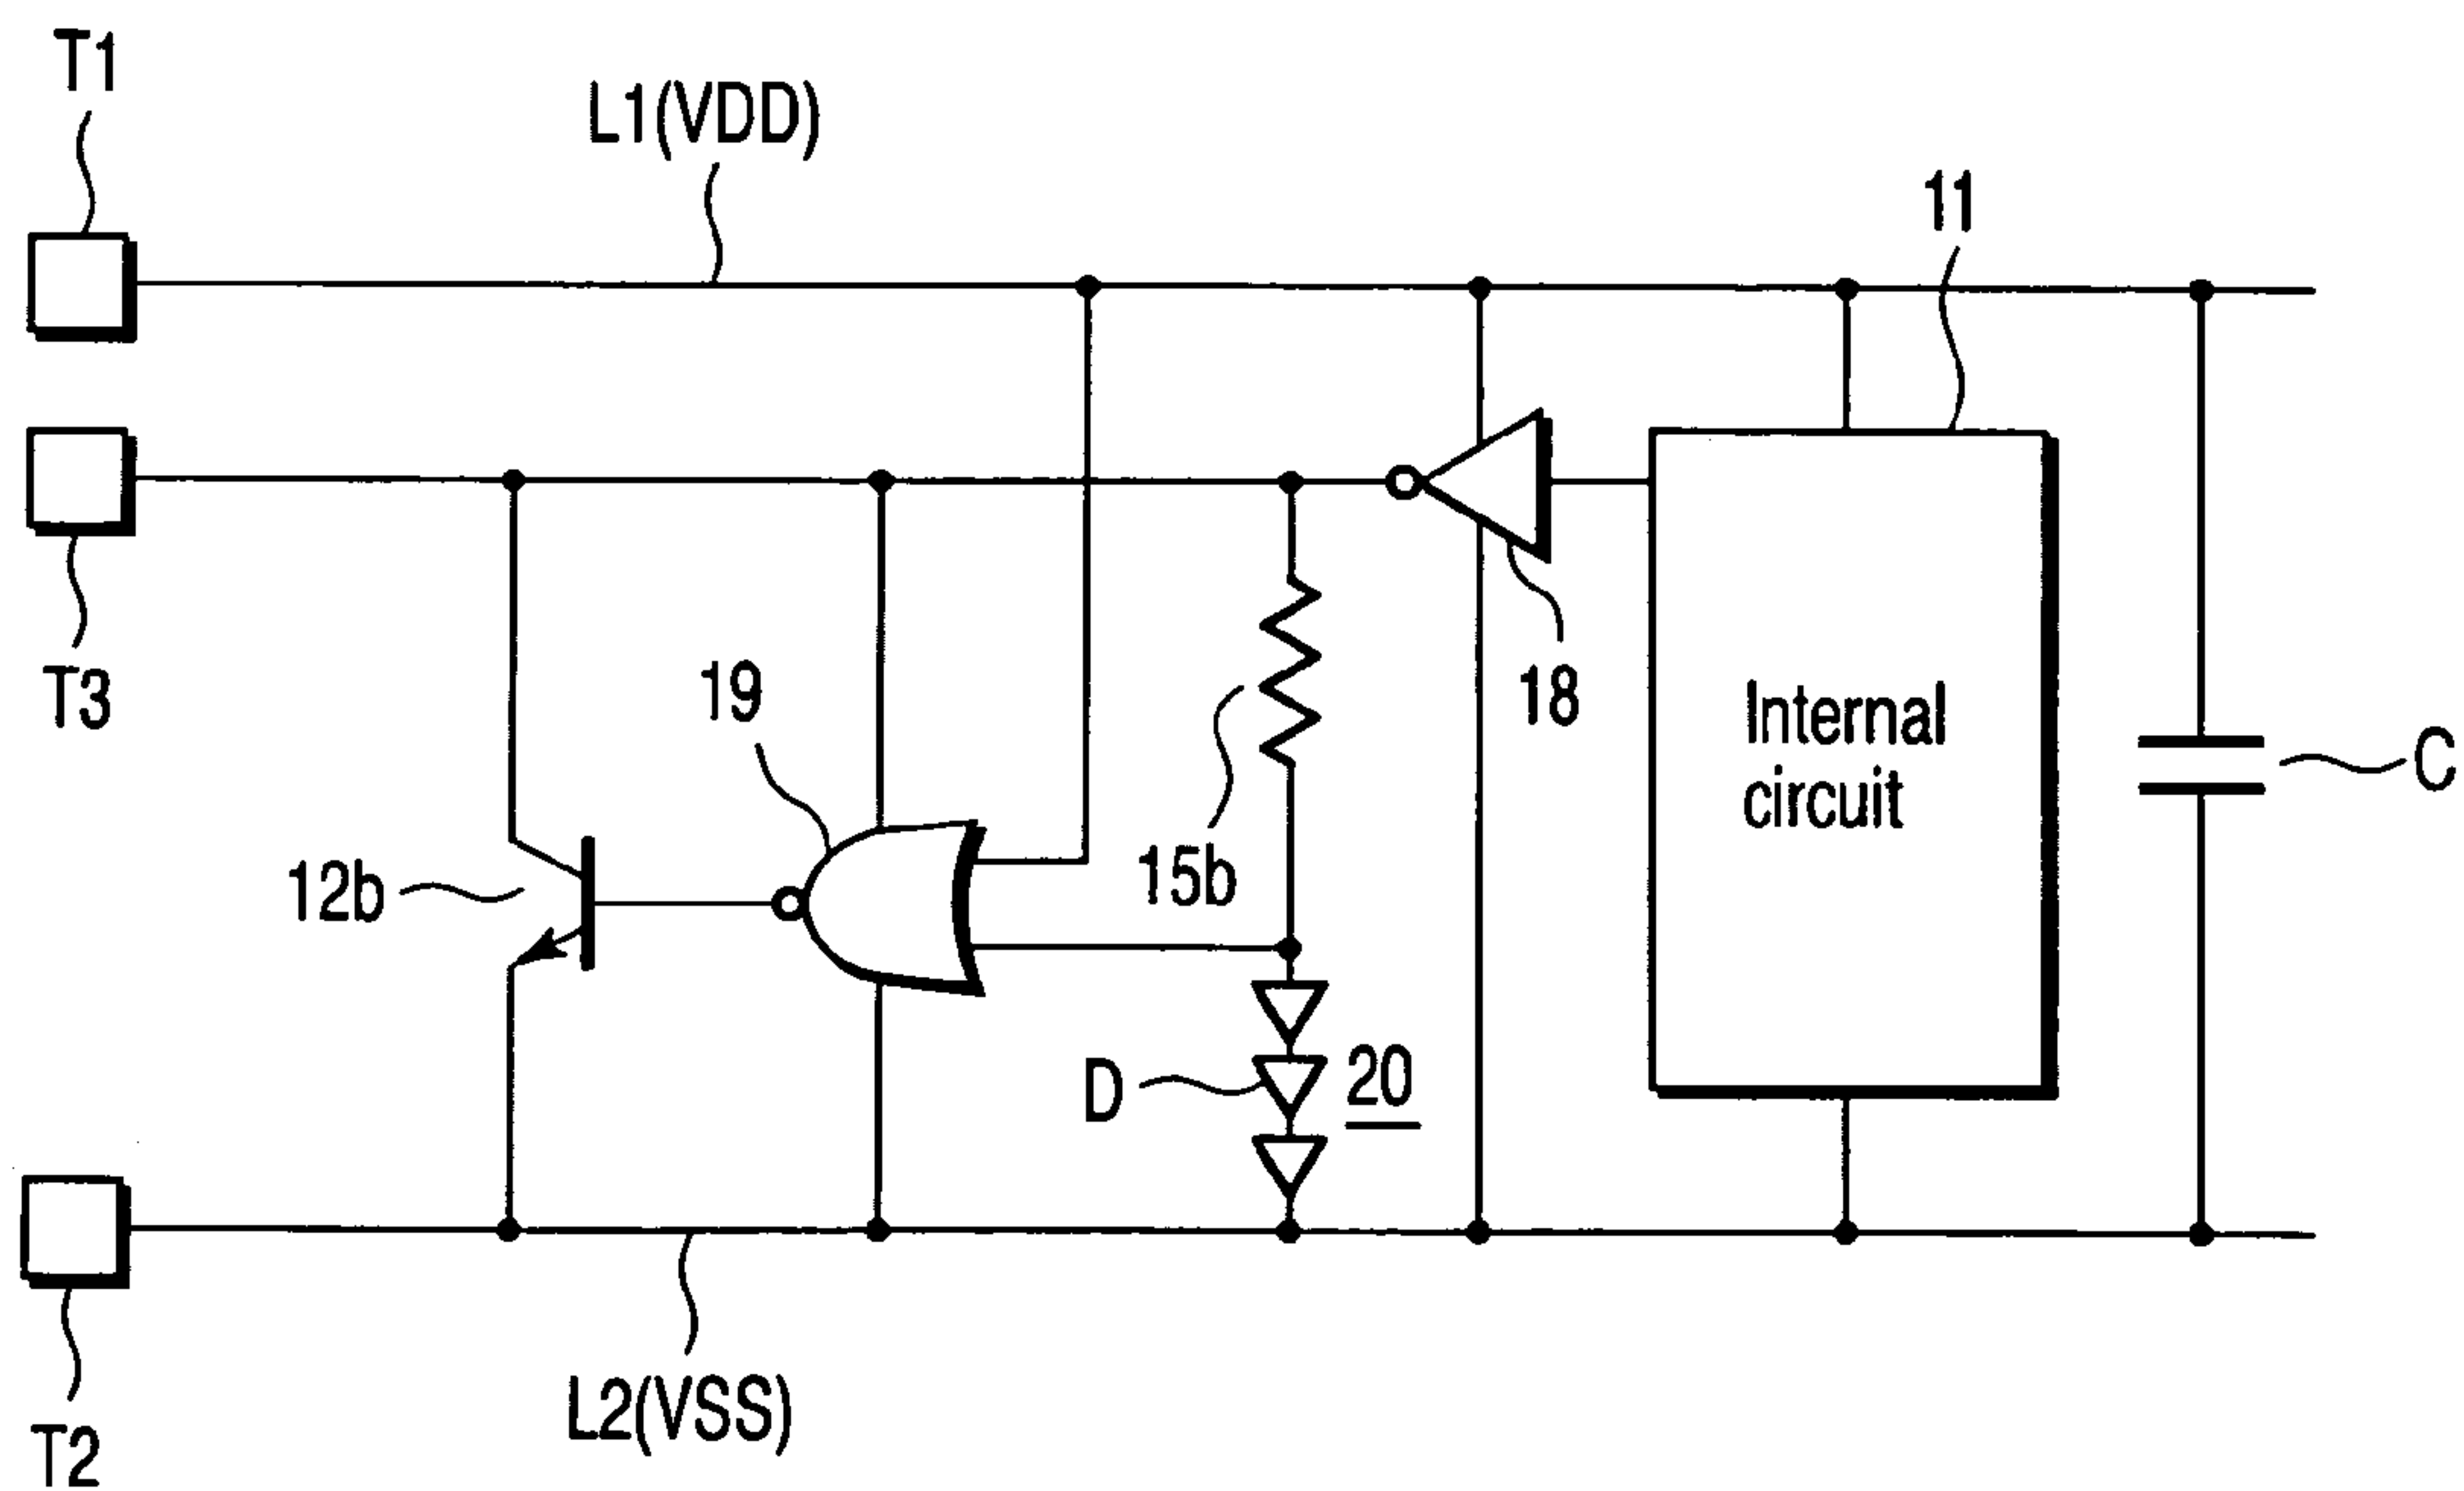 T1
L1(VDD)
11
T3
19
18
Internal
circuit
C
12b
15b
D
20
L2(VSS)
T2